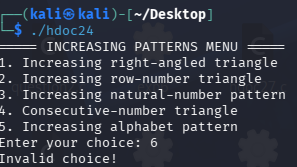 ┌──(kali㉿kali)-[~/Desktop]
└─$ ./hdoc24
===== INCREASING PATTERNS MENU =====
1. Increasing right-angled triangle
2. Increasing row-number triangle
3. Increasing natural-number pattern
4. Consecutive-number triangle
5. Increasing alphabet pattern
Enter your choice: 6
Invalid choice!